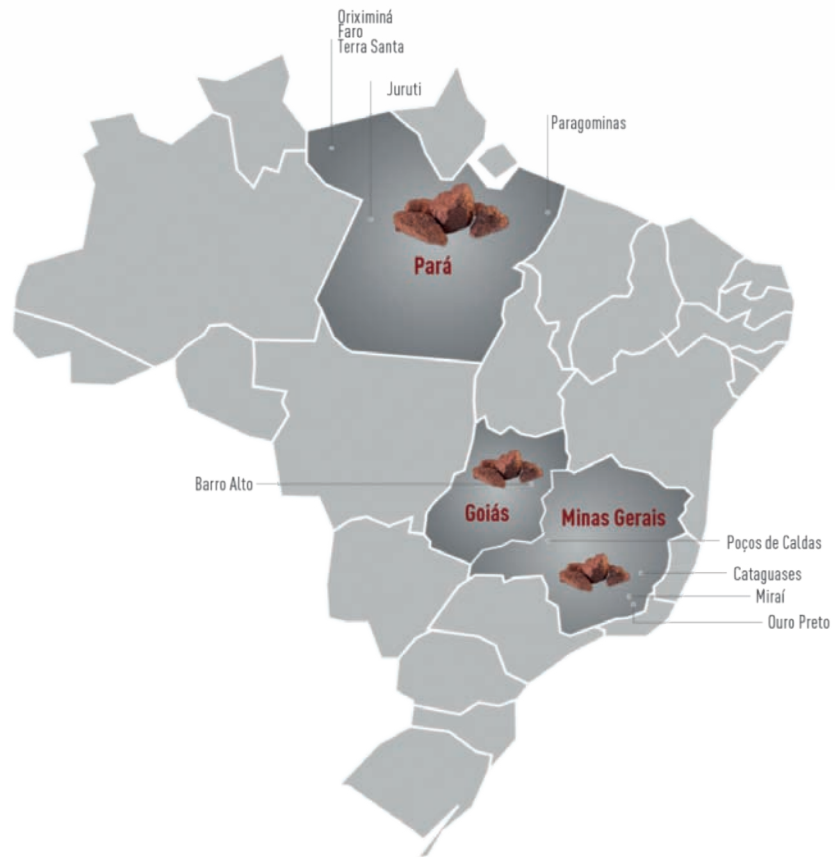 Oriximiná
Faro
Terra Santa
Juruti
Paragominas
Pará
Barro Alto
Goiás
Minas Gerais
Poços de Caldas
Cataguases
Miraí
Ouro Preto